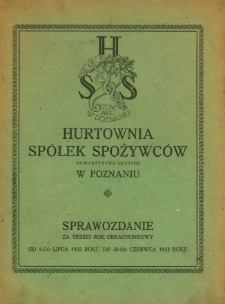 H
S S
HURTOWNIA
SPÓŁEK SPOŻYWCÓW
TOWARZYSTWO AKCYJNE
W POZNANIU
SPRAWOZDANIE
ZA TRZECI ROK OBRACHUNKOWY
OD 1-GO LIPCA 1922 ROKU DO 30-GO CZERWCA 1923 ROKU